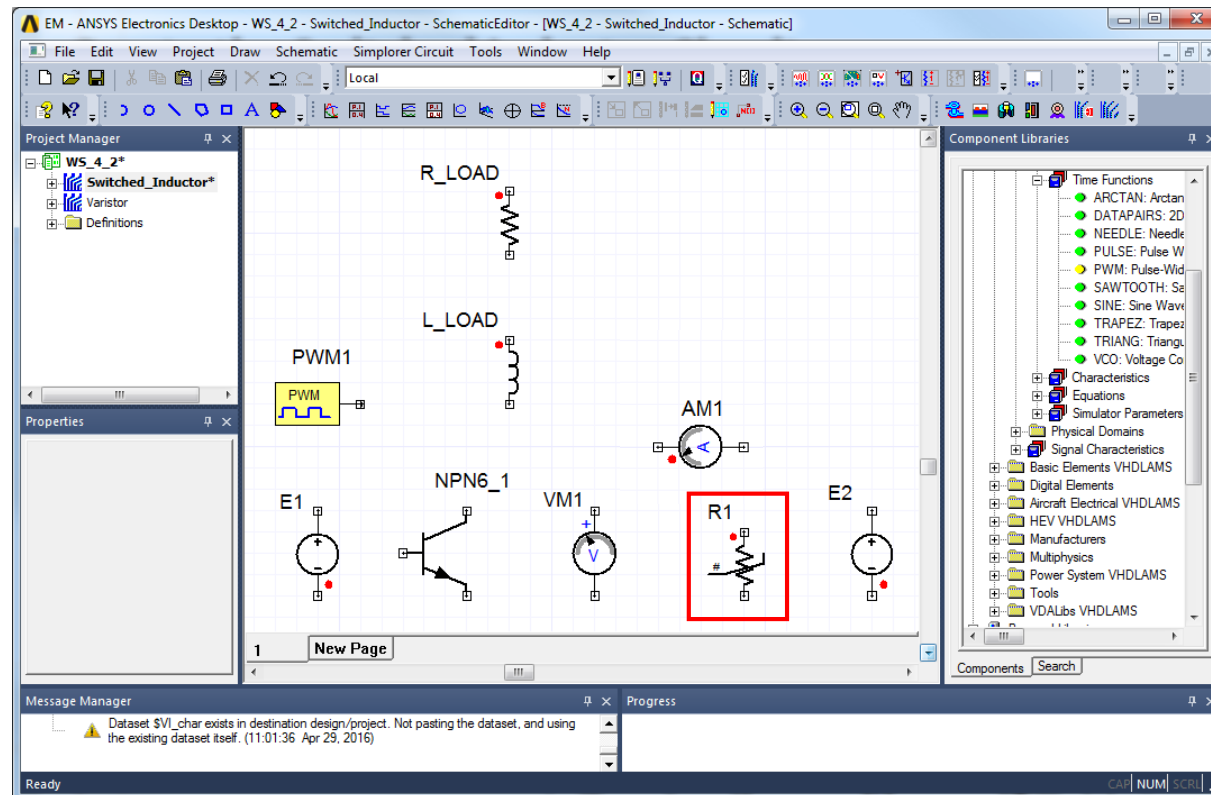 EM - ANSYS Electronics Desktop - WS_4_2 - Switched_Inductor - SchematicEditor - [WS_4_2 - Switched_Inductor - Schematic]
File Edit View Project Draw Schematic Simplorer Circuit Tools Window Help
Local
Project Manager
WS_4_2*
Switched_Inductor*
Varistor
Definitions
Properties
R_LOAD
L_LOAD
PWM1
PWM
AM1
A
NPN6_1
E1
VM1
+
V
R1
#
E2
1 New Page
Component Libraries
Time Functions
ARCTAN: Arctan
DATAPAIRS: 2D
NEEDLE: Needle
PULSE: Pulse W
PWM: Pulse-Wid
SAWTOOTH: Sa
SINE: Sine Wave
TRAPEZ: Trapez
TRIANG: Triangu
VCO: Voltage Co
Characteristics
Equations
Simulator Parameters
Physical Domains
Signal Characteristics
Basic Elements VHDLAMS
Digital Elements
Aircraft Electrical VHDLAMS
HEV VHDLAMS
Manufacturers
Multiphysics
Power System VHDLAMS
Tools
VDALibs VHDLAMS
Components Search
Message Manager
Dataset $VI_char exists in destination design/project. Not pasting the dataset, and using
the existing dataset itself. (11:01:36 Apr 29, 2016)
Progress
Ready
CAP NUM SCRL